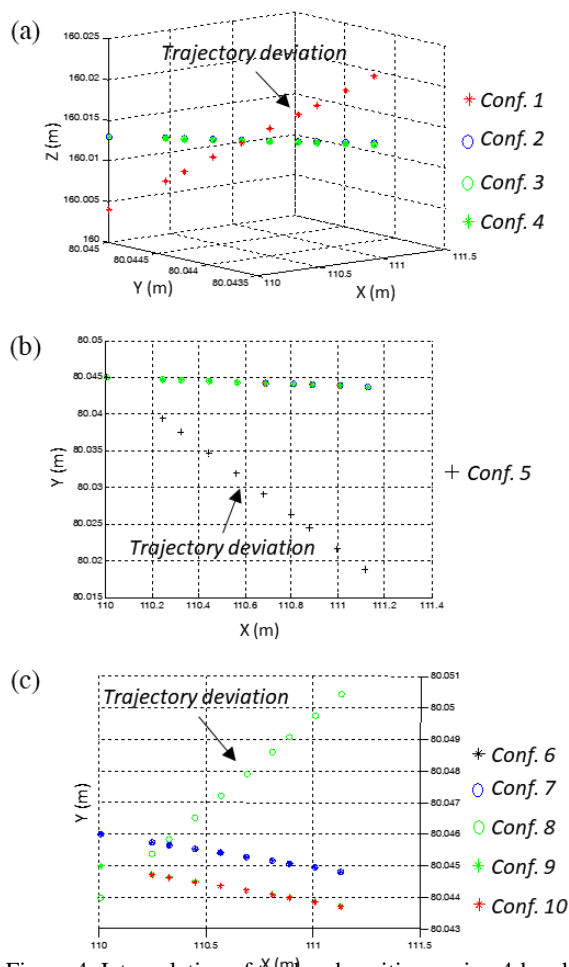 (a)
160.025
160.02
160.015
160.01
160.005
160
Z (m)
Trajectory deviation
80.045
80.0445
80.044
80.0435
Y (m)
110
110.5
111
111.5
X (m)
Conf. 1
Conf. 2
Conf. 3
Conf. 4
(b)
80.05
80.045
80.04
80.035
80.03
80.025
80.02
80.015
Y (m)
Trajectory deviation
110 110.2 110.4 110.6 110.8 111 111.2 111.4
X (m)
Conf. 5
(c)
Trajectory deviation
Y (m)
80.051
80.05
80.049
80.048
80.047
80.046
80.045
80.044
80.043
110 110.5 111 111.5
X (m)
Conf. 6
Conf. 7
Conf. 8
Conf. 9
Conf. 10